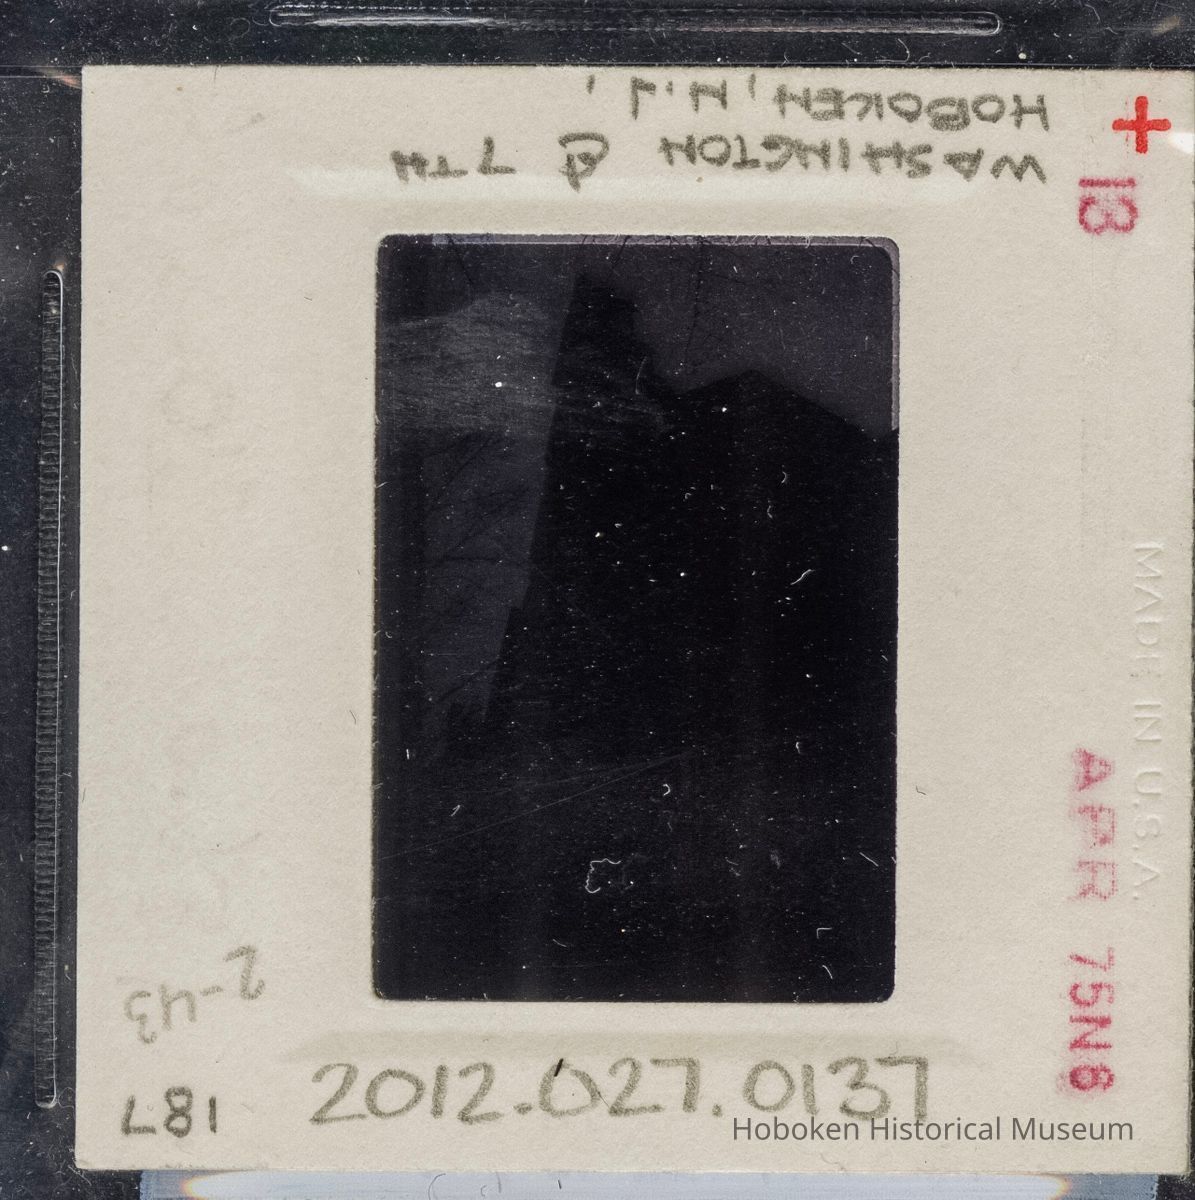 HOBOKEN, N.J.
WASHINGTON @ 7TH
13
MADE IN U.S.A.
APR 75N6
2-43
187
2012.027.0137
Hoboken Historical Museum